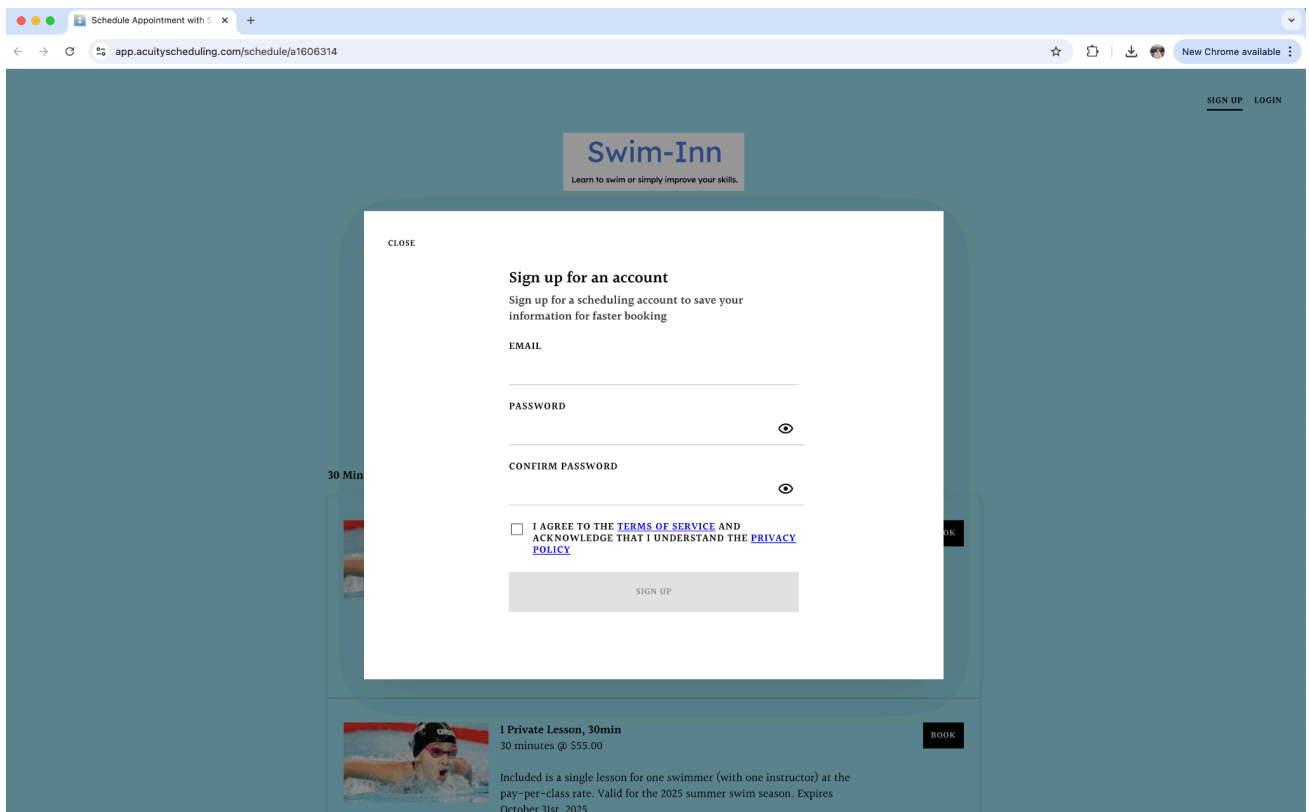 Schedule Appointment with S
app.acuityscheduling.com/schedule/a1606314
New Chrome available
SIGN UP LOGIN
Swim-Inn
Learn to swim or simply improve your skills.
CLOSE
Sign up for an account
Sign up for a scheduling account to save your
information for faster booking
EMAIL
PASSWORD
CONFIRM PASSWORD
I AGREE TO THE TERMS OF SERVICE AND
ACKNOWLEDGE THAT I UNDERSTAND THE PRIVACY
POLICY
SIGN UP
30 Min
OK
1 Private Lesson, 30min
30 minutes @ $55.00
BOOK
Included is a single lesson for one swimmer (with one instructor) at the
pay-per-class rate. Valid for the 2025 summer swim season. Expires
October 31st, 2025